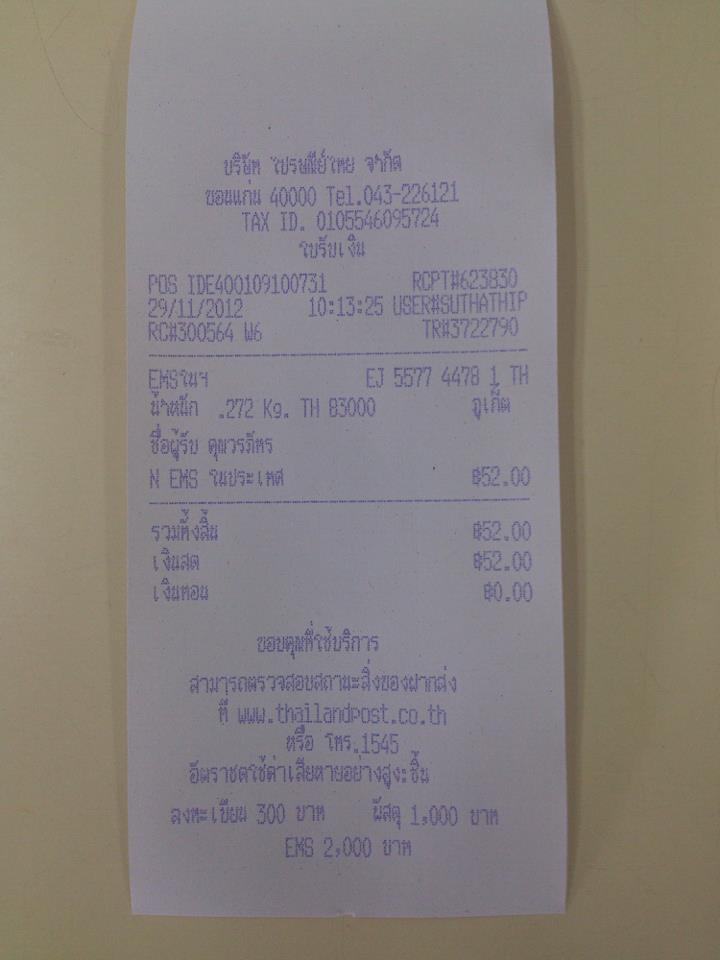 บริษัท ไปรษณีย์ไทย จำกัด
ขอนแก่น 40000 Tel.043-226121
TAX ID. 0105546095724
ใบรับเงิน
POS IDE400109100731 RCPT#623830
29/11/2012 10:13:25 USER#SUTHATHIP
RC#300564 W6 TR#3722790
EMSในฯ EJ 5577 4478 1 TH
น้ำหนัก .272 Kg. TH 83000 ภูเก็ต
ชื่อผู้รับ คุณวรภัทร
N EMS ในประเทศ ฿52.00
รวมทั้งสิ้น ฿52.00
เงินสด ฿52.00
เงินทอน ฿0.00
ขอบคุณที่ใช้บริการ
สามารถตรวจสอบสถานะสิ่งของฝากส่ง
ที่ www.thailandpost.co.th
หรือ โทร.1545
อัตราชดใช้ค่าเสียหายอย่างสูง:ชิ้น
ลงทะเบียน 300 บาท พัสดุ 1,000 บาท
EMS 2,000 บาท